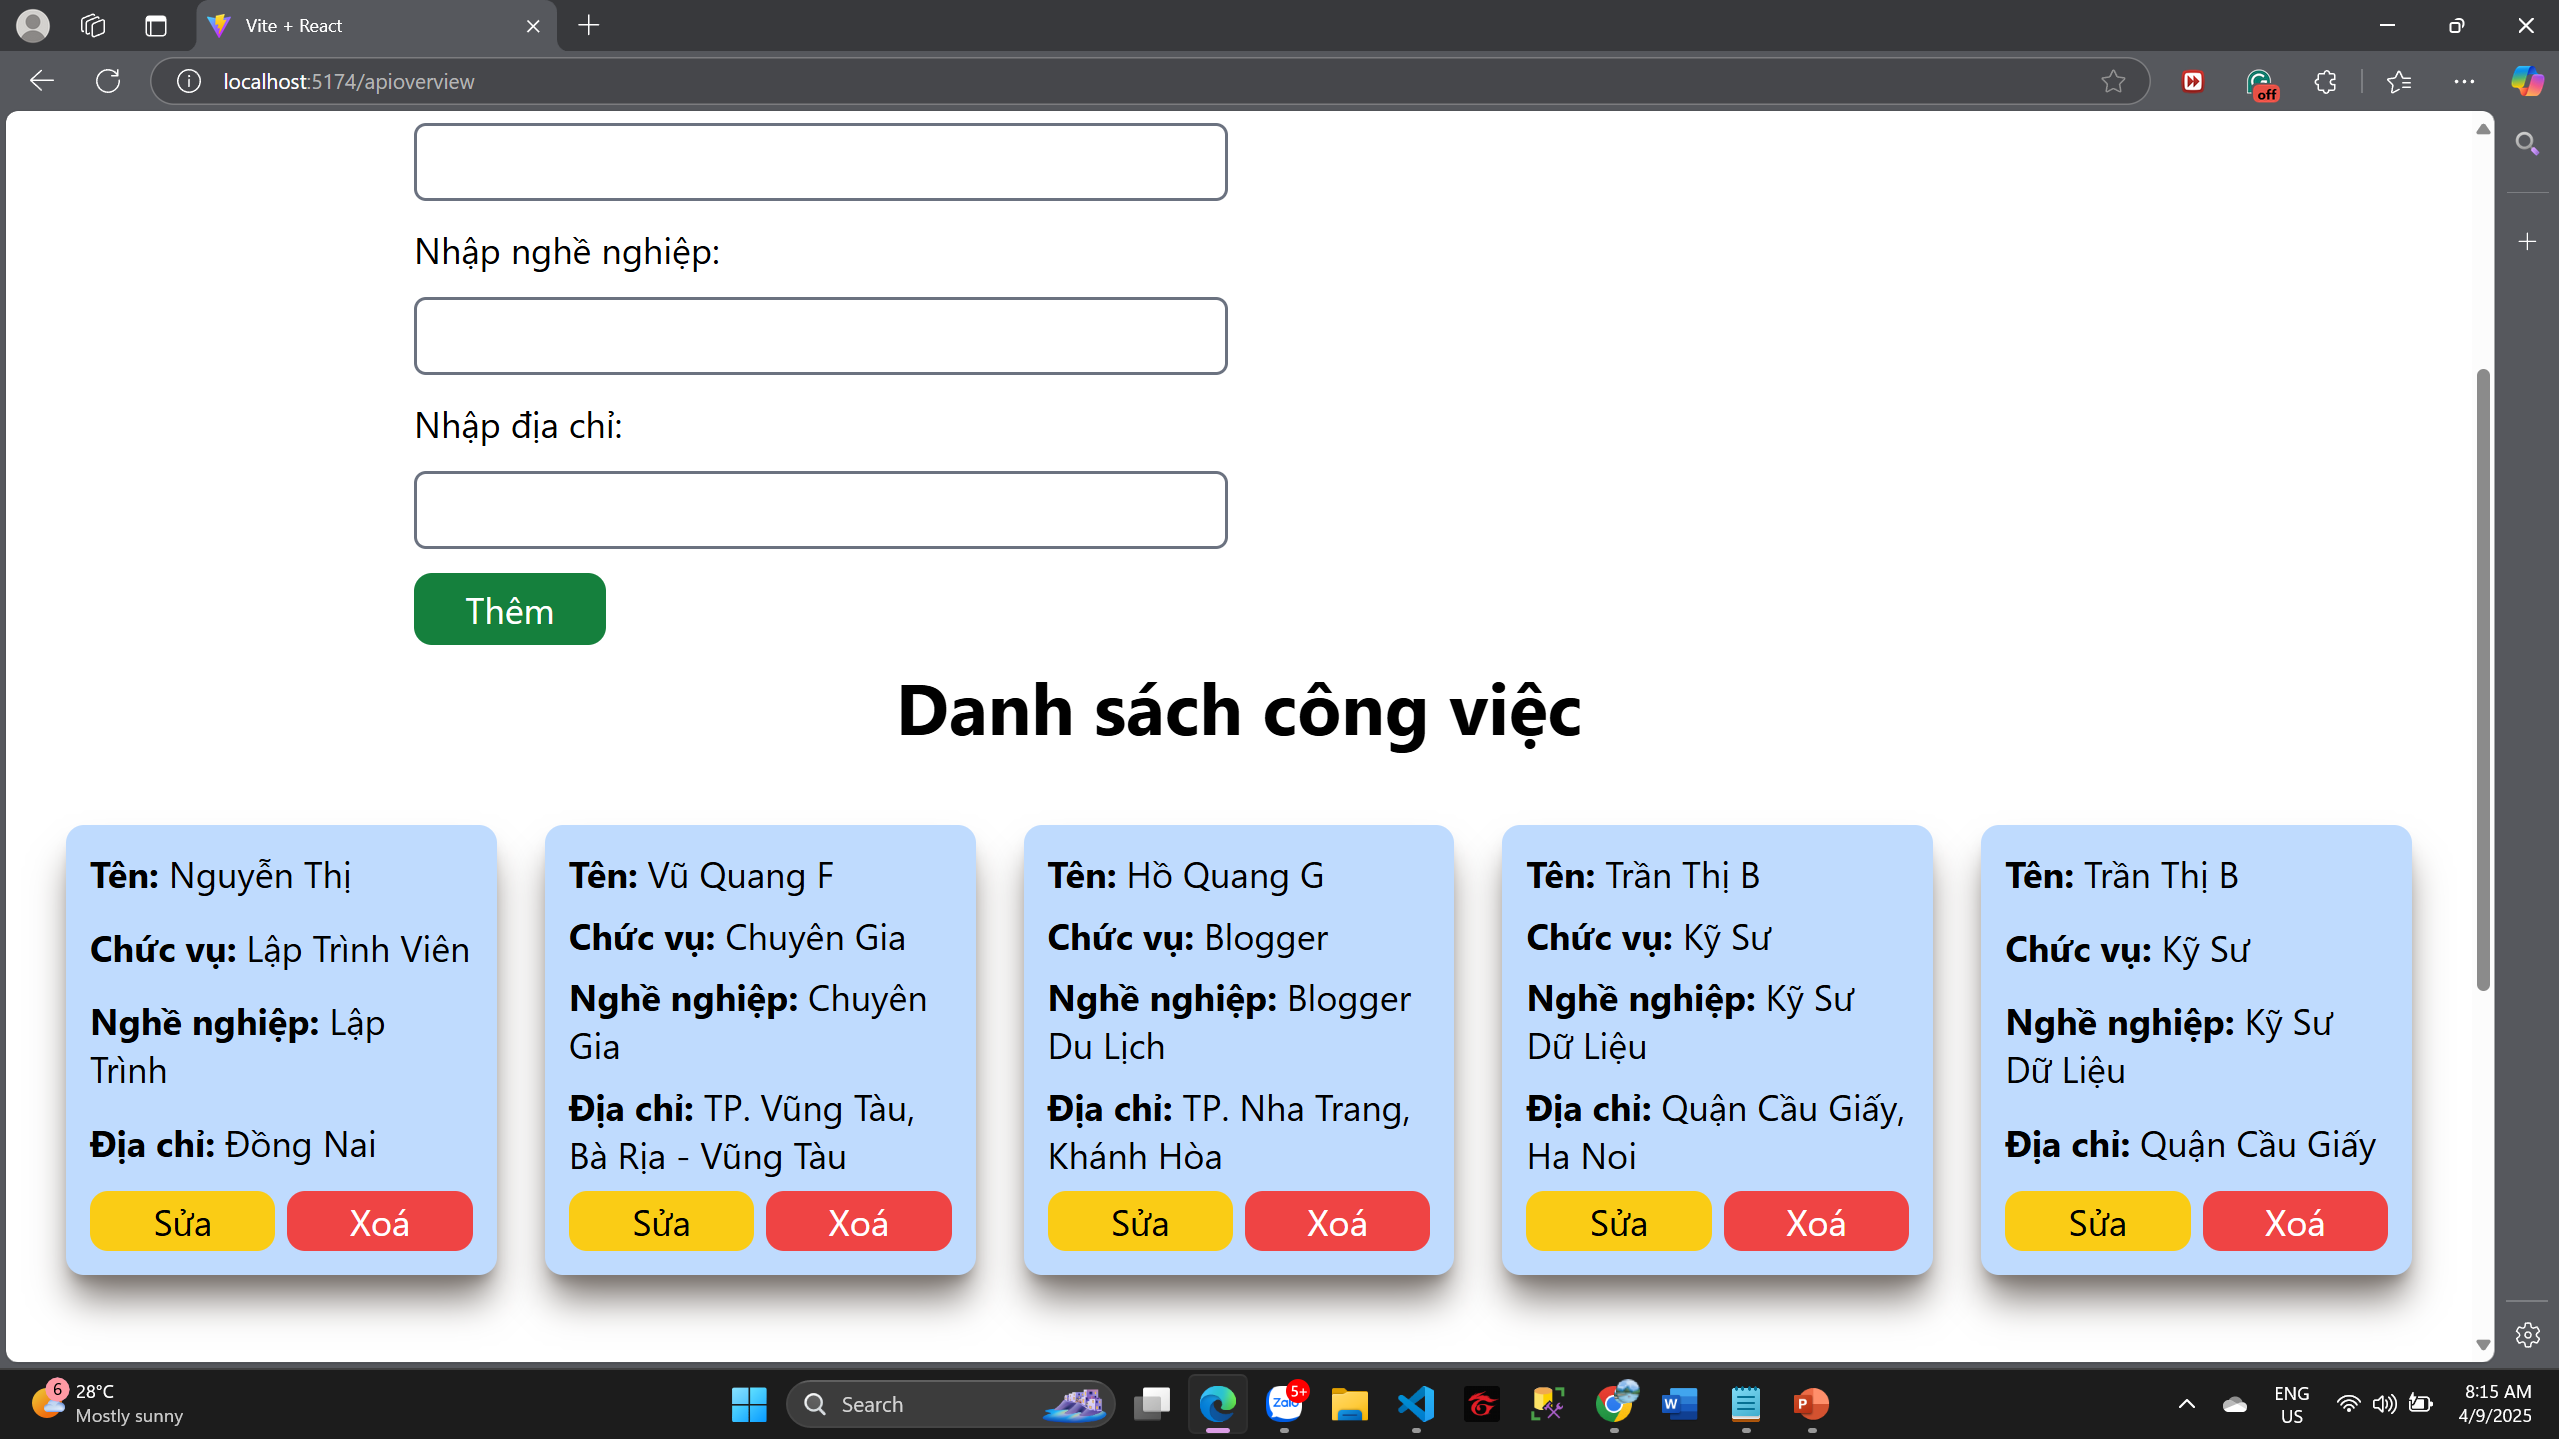 Vite + React
localhost:5174/apioverview
off
Nhập nghề nghiệp:
Nhập địa chỉ:
Thêm
Danh sách công việc
Tên: Nguyễn Thị
Chức vụ: Lập Trình Viên
Nghề nghiệp: Lập
Trình
Địa chỉ: Đồng Nai
Sửa Xoá
Tên: Vũ Quang F
Chức vụ: Chuyên Gia
Nghề nghiệp: Chuyên
Gia
Địa chỉ: TP. Vũng Tàu,
Bà Rịa - Vũng Tàu
Sửa Xoá
Tên: Hồ Quang G
Chức vụ: Blogger
Nghề nghiệp: Blogger
Du Lịch
Địa chỉ: TP. Nha Trang,
Khánh Hòa
Sửa Xoá
Tên: Trần Thị B
Chức vụ: Kỹ Sư
Nghề nghiệp: Kỹ Sư
Dữ Liệu
Địa chỉ: Quận Cầu Giấy,
Ha Noi
Sửa Xoá
Tên: Trần Thị B
Chức vụ: Kỹ Sư
Nghề nghiệp: Kỹ Sư
Dữ Liệu
Địa chỉ: Quận Cầu Giấy
Sửa Xoá
6
28°C
Mostly sunny
Search
Zalo
5+
W
P
ENG
US
8:15 AM
4/9/2025